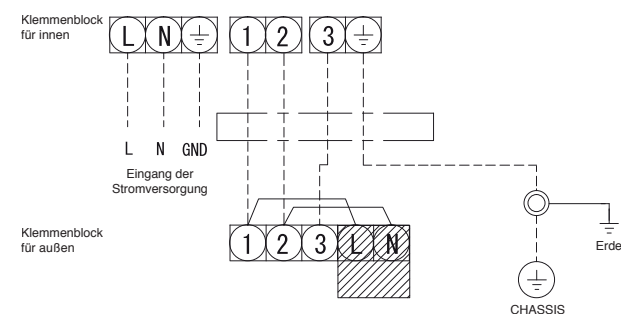 Klemmenblock
für innen
L N 1 2 3
L N GND
Eingang der
Stromversorgung
Klemmenblock
für außen
1 2 3 L N
Erde
CHASSIS